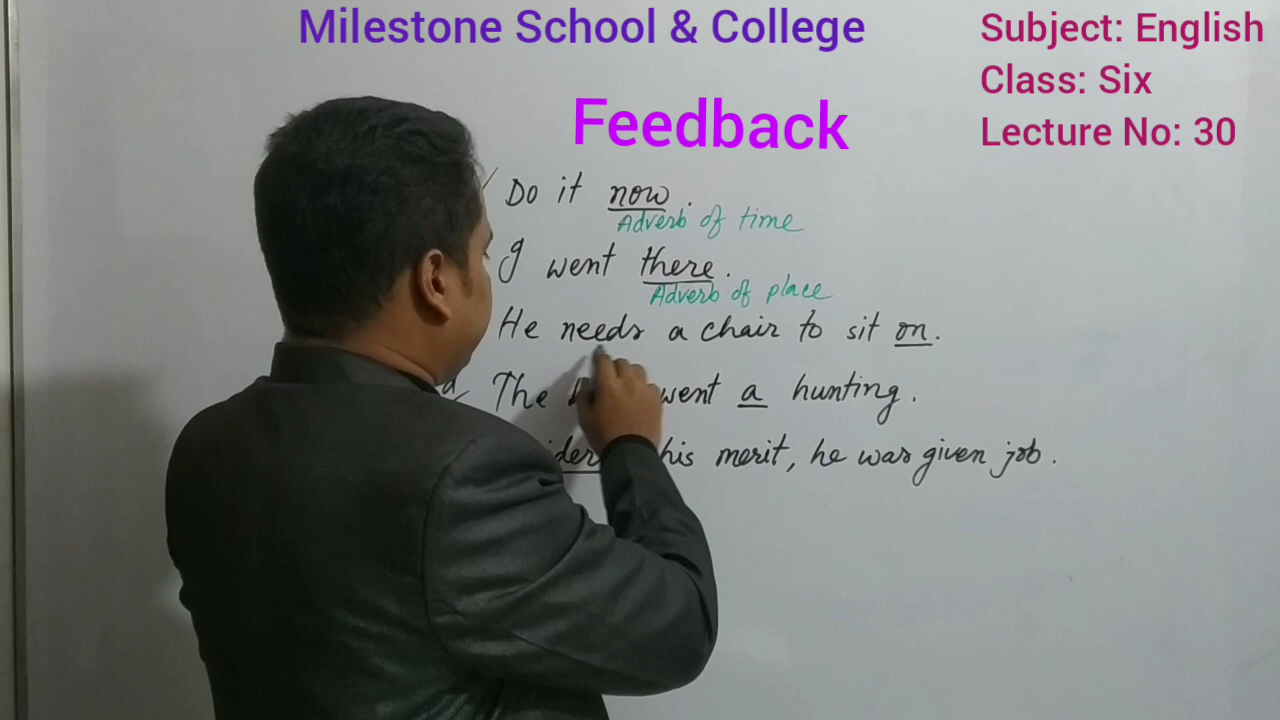 Milestone School & College
Subject: English
Class: Six
Lecture No: 30
Feedback
Do it now.
Adverb of time
I went there.
Adverb of place
He needs a chair to sit on.
d The went a hunting.
his merit, he was given job.